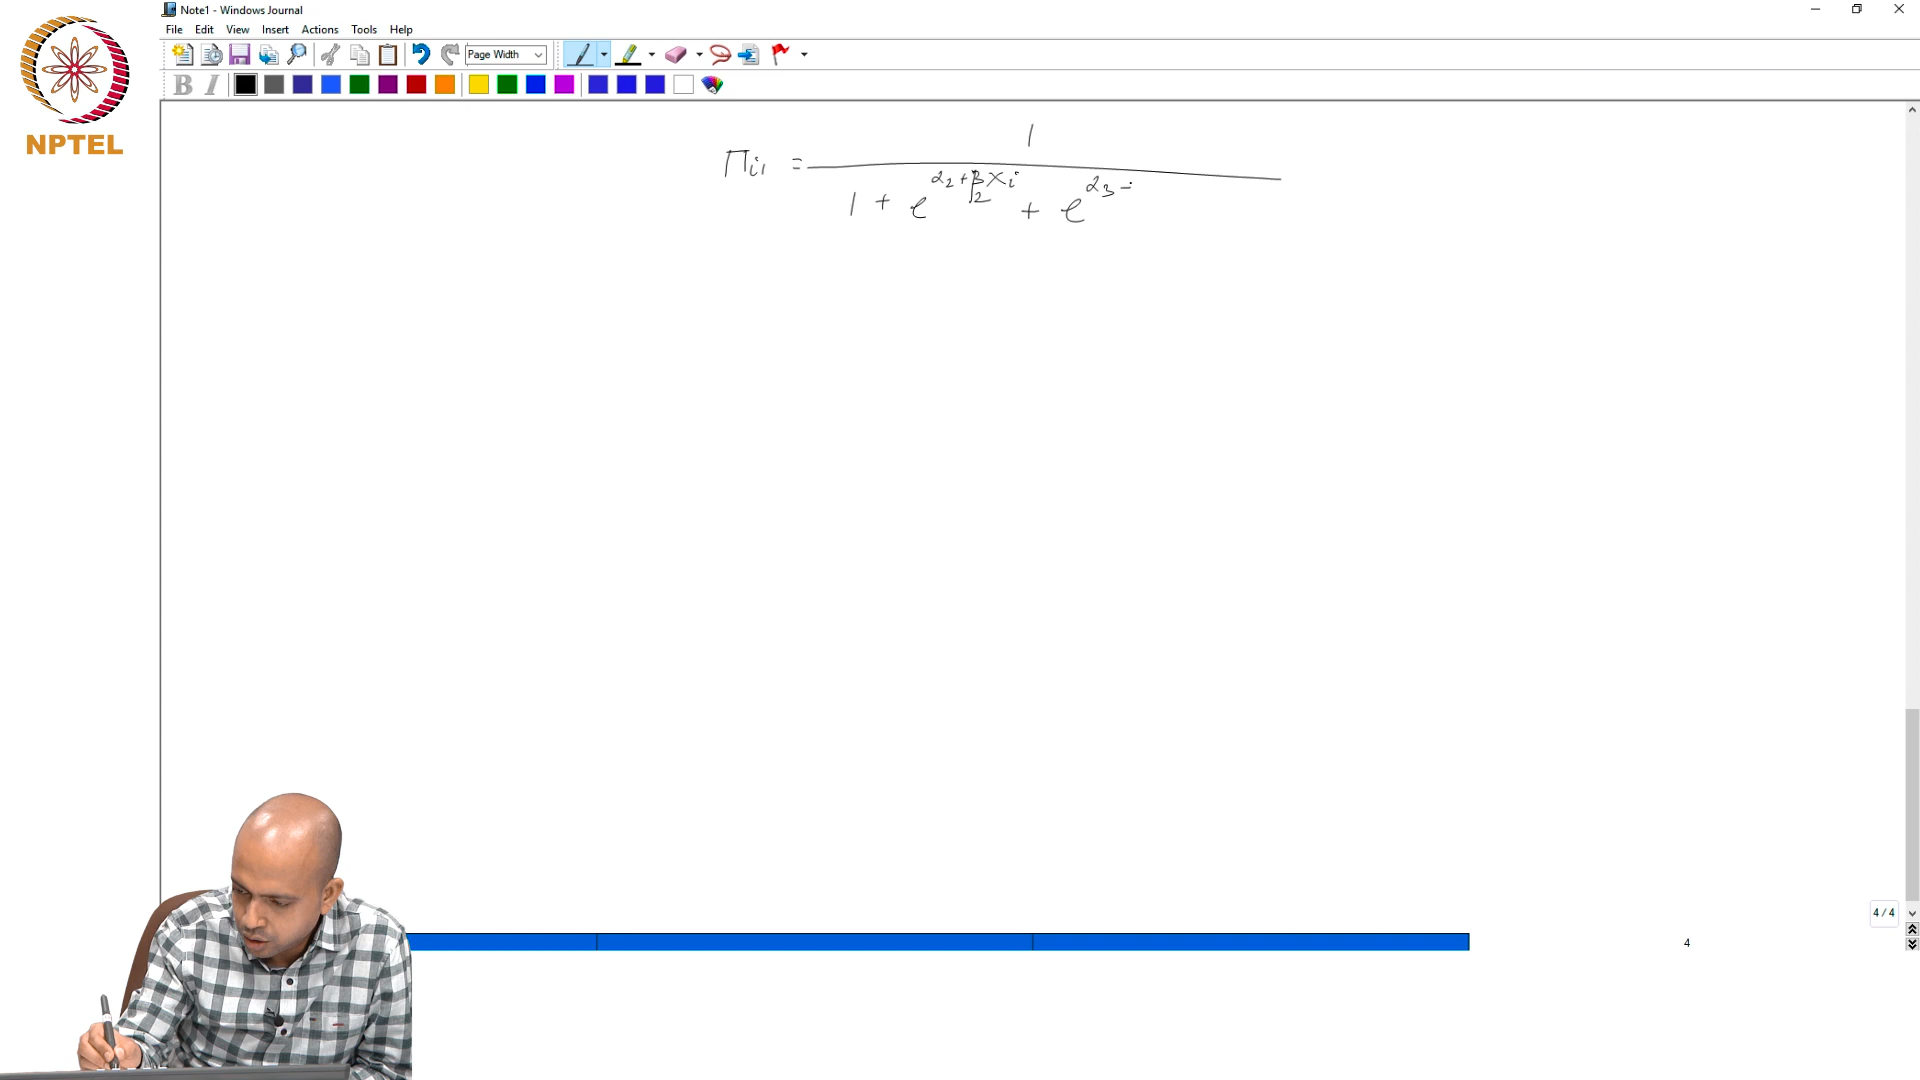 Note1 - Windows Journal
File Edit View Insert Actions Tools Help
Page Width
B I
NPTEL
1
Πi1 = 
1 + e^α2+β2Xi + e^α3 -
4/4
4